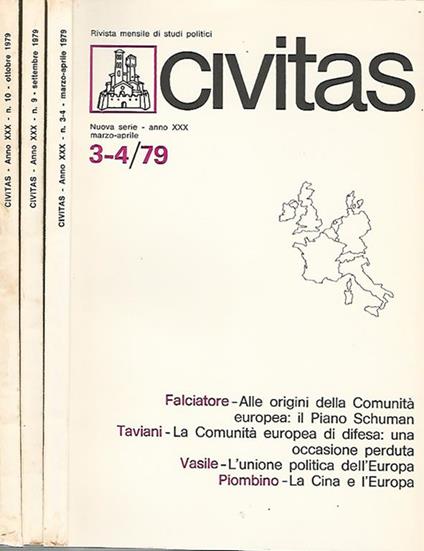 CIVITAS - Anno XXX - n. 10 - ottobre 1979
CIVITAS - Anno XXX - n. 9 - settembre 1979
CIVITAS - Anno XXX - n. 3-4 - marzo-aprile 1979
Rivista mensile di studi politici
civitas
Nuova serie - anno XXX
marzo-aprile
3-4/79
Falciatore - Alle origini della Comunità
europea: il Piano Schuman
Taviani - La Comunità europea di difesa: una
occasione perduta
Vasile - L'unione politica dell'Europa
Piombino - La Cina e l'Europa